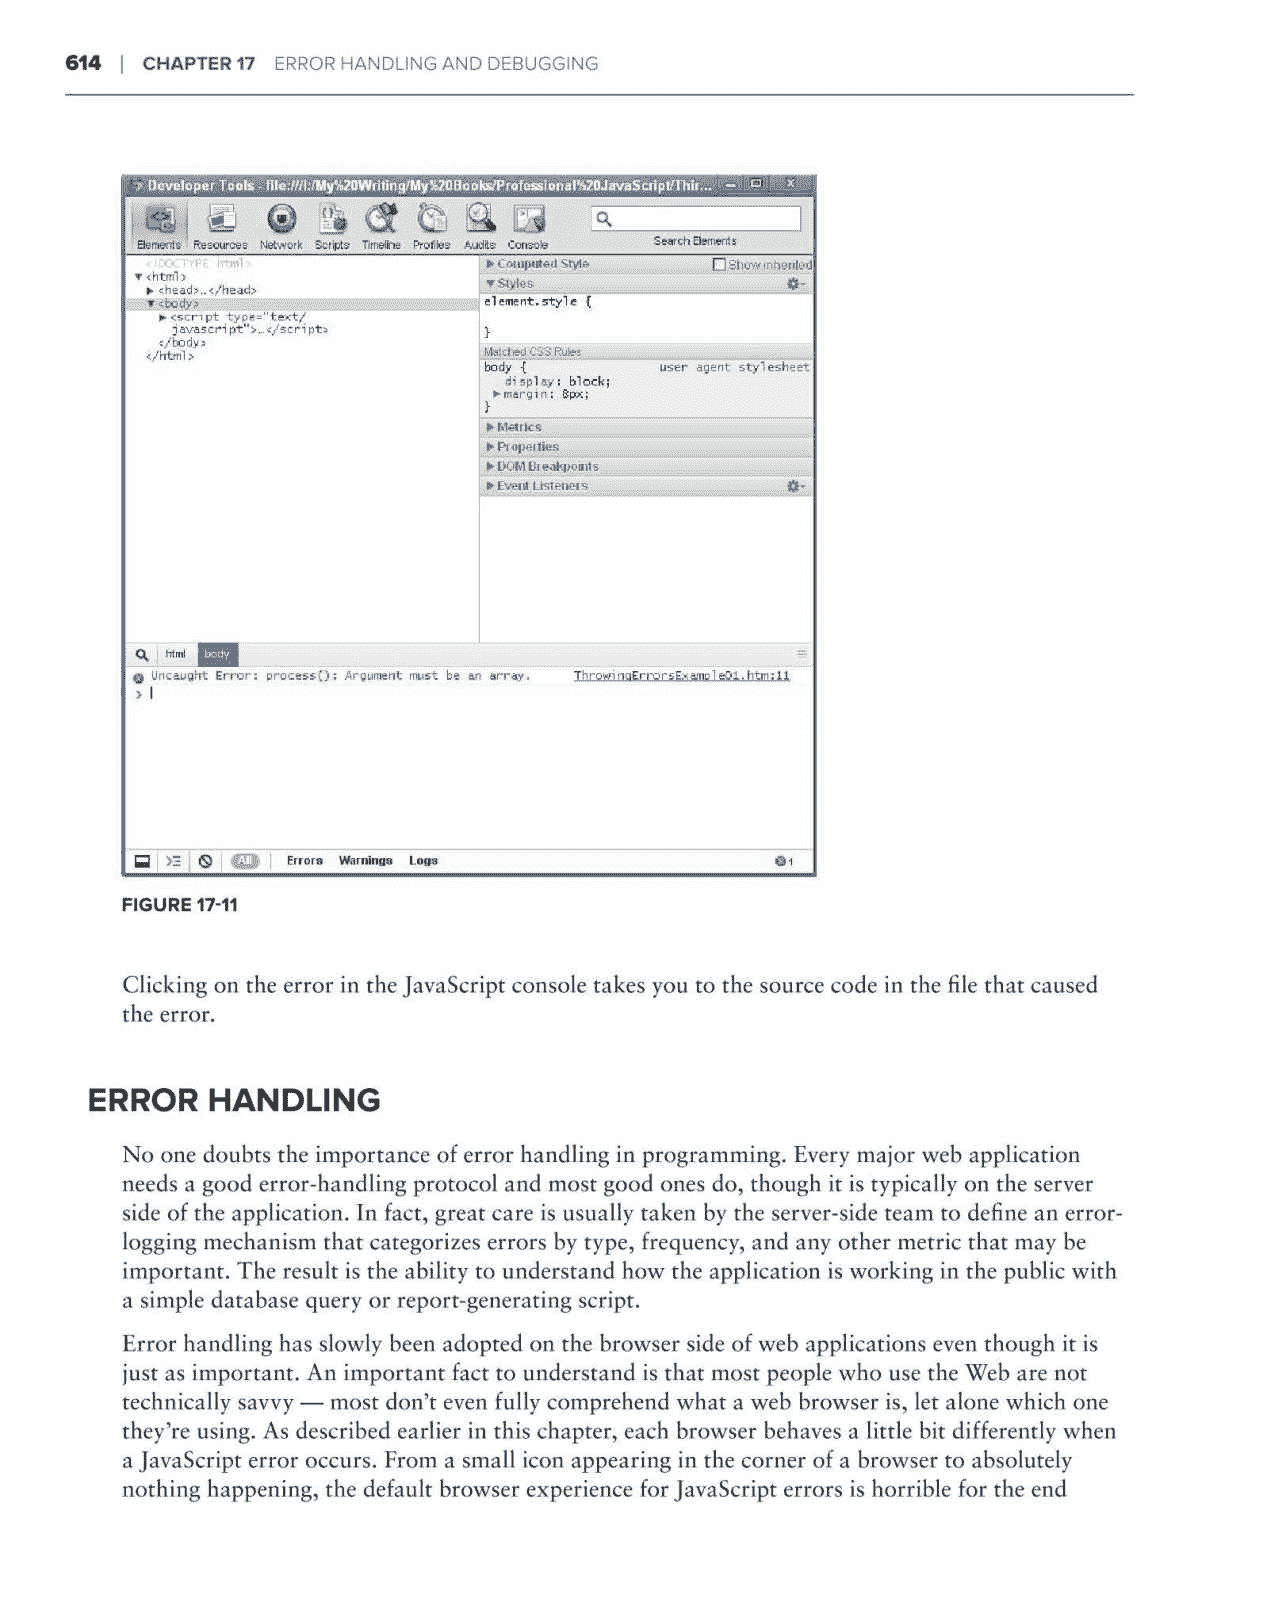 614 | CHAPTER 17 ERROR HANDLING AND DEBUGGING
Developer Tools - file:///I:/My%20Writing/My%20Books/Professional%20JavaScript/Thir...
Elements Resources Network Scripts Timeline Profiles Audits Console
Search Elements
<!DOCTYPE html>
▼<html>
▶ <head>…</head>
▼<body>
▶<script type="text/
javascript">…</script>
</body>
</html>
▶ Computed Style Show inherited
▼ Styles
element.style {
}
Matched CSS Rules
body { user agent stylesheet
display: block;
▶margin: 8px;
}
▶ Metrics
▶ Properties
▶ DOM Breakpoints
▶ Event Listeners
html body
Uncaught Error: process(): Argument must be an array. ThrowingErrorsExample01.htm:11
>
All Errors Warnings Logs 1
FIGURE 17-11
Clicking on the error in the JavaScript console takes you to the source code in the file that caused
the error.
ERROR HANDLING
No one doubts the importance of error handling in programming. Every major web application
needs a good error-handling protocol and most good ones do, though it is typically on the server
side of the application. In fact, great care is usually taken by the server-side team to define an error-
logging mechanism that categorizes errors by type, frequency, and any other metric that may be
important. The result is the ability to understand how the application is working in the public with
a simple database query or report-generating script.
Error handling has slowly been adopted on the browser side of web applications even though it is
just as important. An important fact to understand is that most people who use the Web are not
technically savvy — most don't even fully comprehend what a web browser is, let alone which one
they're using. As described earlier in this chapter, each browser behaves a little bit differently when
a JavaScript error occurs. From a small icon appearing in the corner of a browser to absolutely
nothing happening, the default browser experience for JavaScript errors is horrible for the end